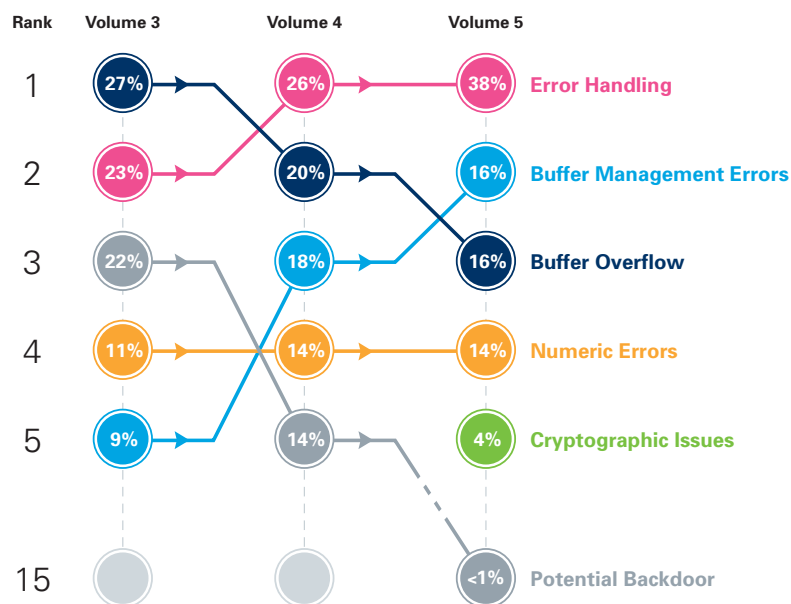 Rank Volume 3 Volume 4 Volume 5
1 27% 26% 38% Error Handling
2 23% 20% 16% Buffer Management Errors
3 22% 18% 16% Buffer Overflow
4 11% 14% 14% Numeric Errors
5 9% 14% 4% Cryptographic Issues
15 <1% Potential Backdoor